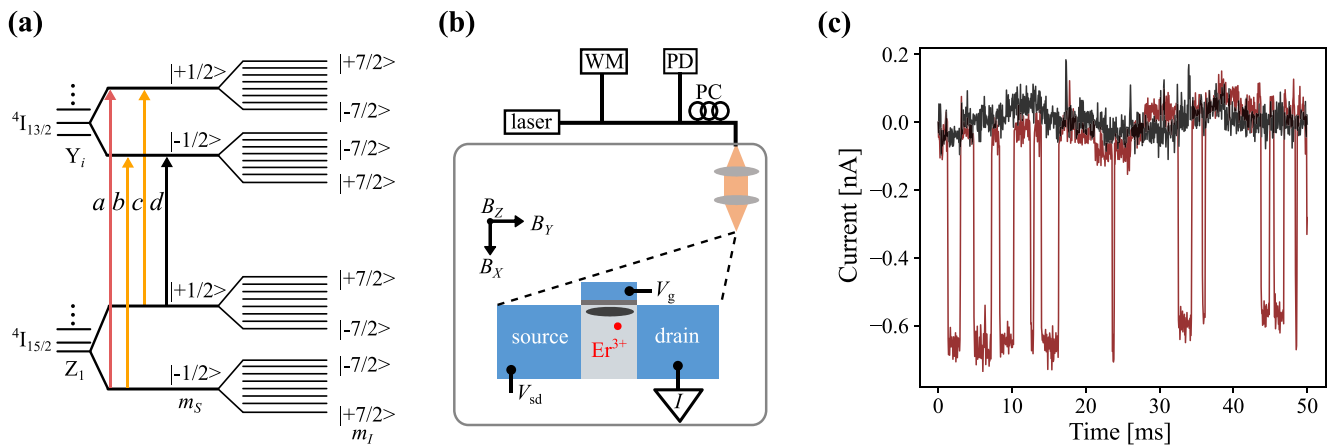 (a)
|+1/2>
|+7/2>
|-7/2>
⋮
⁴I₁₃/₂
Yᵢ
|-1/2>
|-7/2>
|+7/2>
a b c d
|+1/2>
|+7/2>
|-7/2>
⋮
⁴I₁₅/₂
Z₁
|-1/2>
|-7/2>
|+7/2>
m_S
m_I
(b)
WM
PD
PC
laser
B_Z
B_Y
B_X
V_g
source
drain
Er³⁺
V_sd
I
(c)
Current [nA]
0.2
0.0
−0.2
−0.4
−0.6
0 10 20 30 40 50
Time [ms]